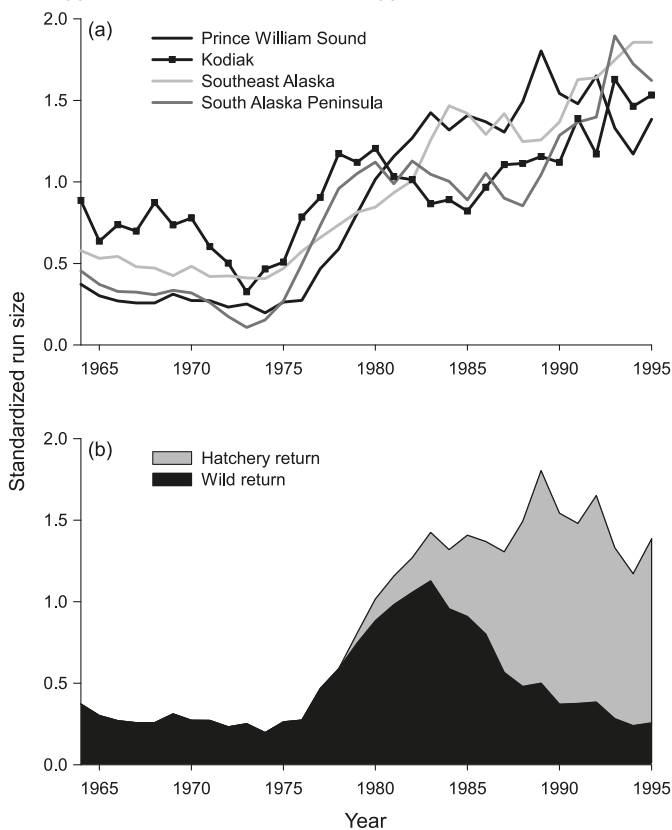 (a)
Prince William Sound
Kodiak
Southeast Alaska
South Alaska Peninsula
2.0
1.5
1.0
0.5
0.0
1965 1970 1975 1980 1985 1990 1995
Standardized run size
(b)
Hatchery return
Wild return
2.0
1.5
1.0
0.5
0.0
1965 1970 1975 1980 1985 1990 1995
Year